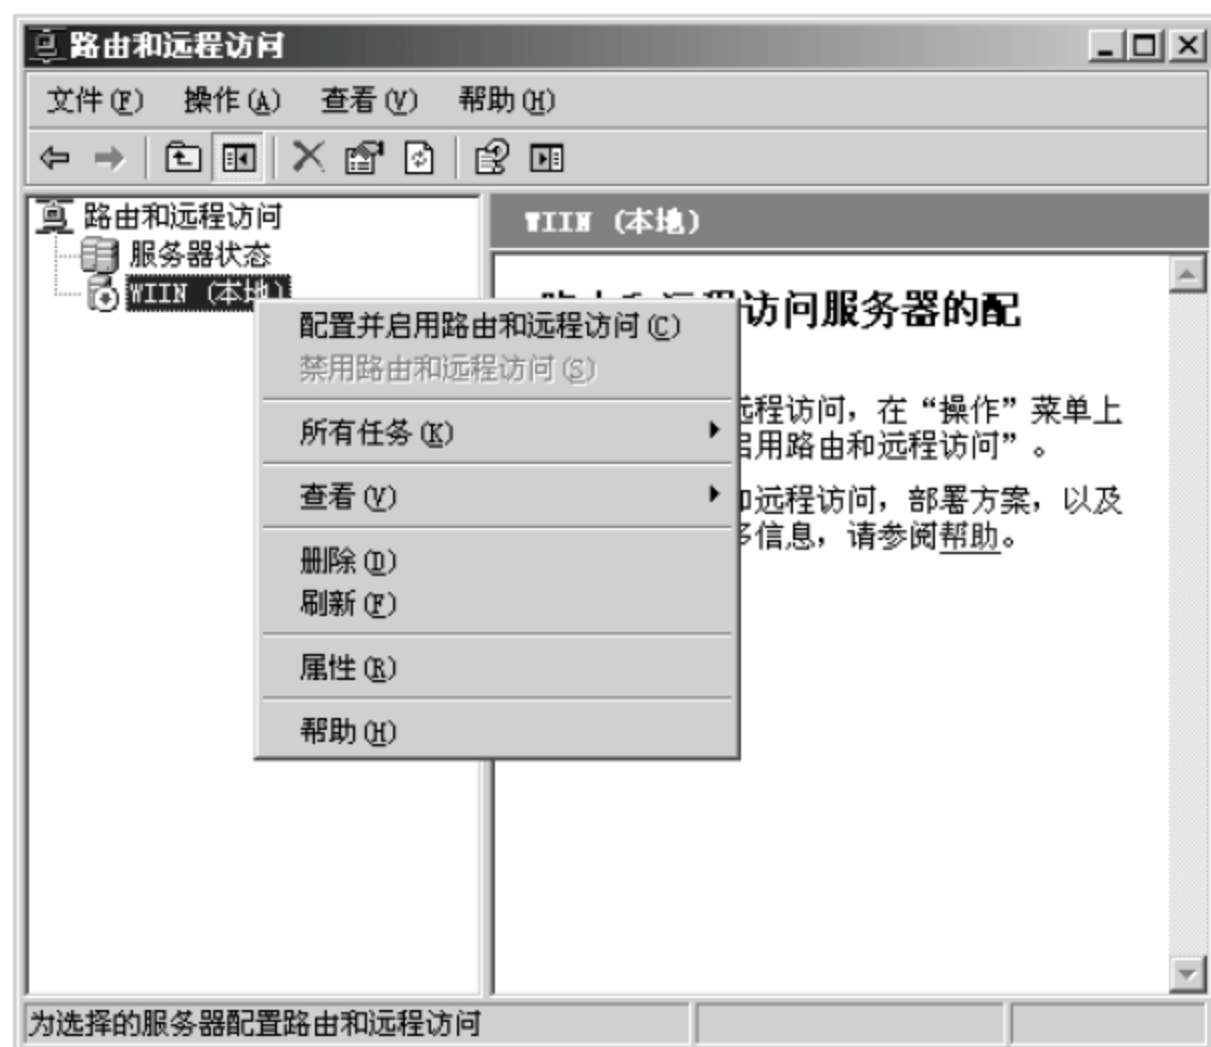 路由和远程访问
文件(F) 操作(A) 查看(V) 帮助(H)
路由和远程访问
服务器状态
WIIN (本地)
WIIN (本地)
访问服务器的配
远程访问，在“操作”菜单上
启用路由和远程访问”。
和远程访问，部署方案，以及
多信息，请参阅帮助。
配置并启用路由和远程访问(C)
禁用路由和远程访问(S)
所有任务(K)
查看(V)
删除(D)
刷新(F)
属性(R)
帮助(H)
为选择的服务器配置路由和远程访问